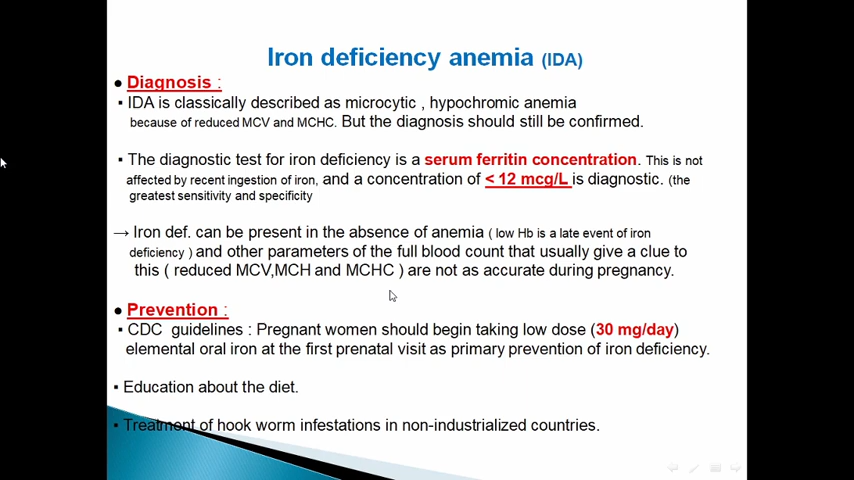 Iron deficiency anemia (IDA)
● Diagnosis :
▪ IDA is classically described as microcytic , hypochromic anemia
because of reduced MCV and MCHC. But the diagnosis should still be confirmed.
▪ The diagnostic test for iron deficiency is a serum ferritin concentration. This is not
affected by recent ingestion of iron, and a concentration of < 12 mcg/L is diagnostic. (the
greatest sensitivity and specificity
→ Iron def. can be present in the absence of anemia ( low Hb is a late event of iron
deficiency ) and other parameters of the full blood count that usually give a clue to
this ( reduced MCV,MCH and MCHC ) are not as accurate during pregnancy.
● Prevention :
▪ CDC guidelines : Pregnant women should begin taking low dose (30 mg/day)
elemental oral iron at the first prenatal visit as primary prevention of iron deficiency.
▪ Education about the diet.
▪ Treatment of hook worm infestations in non-industrialized countries.